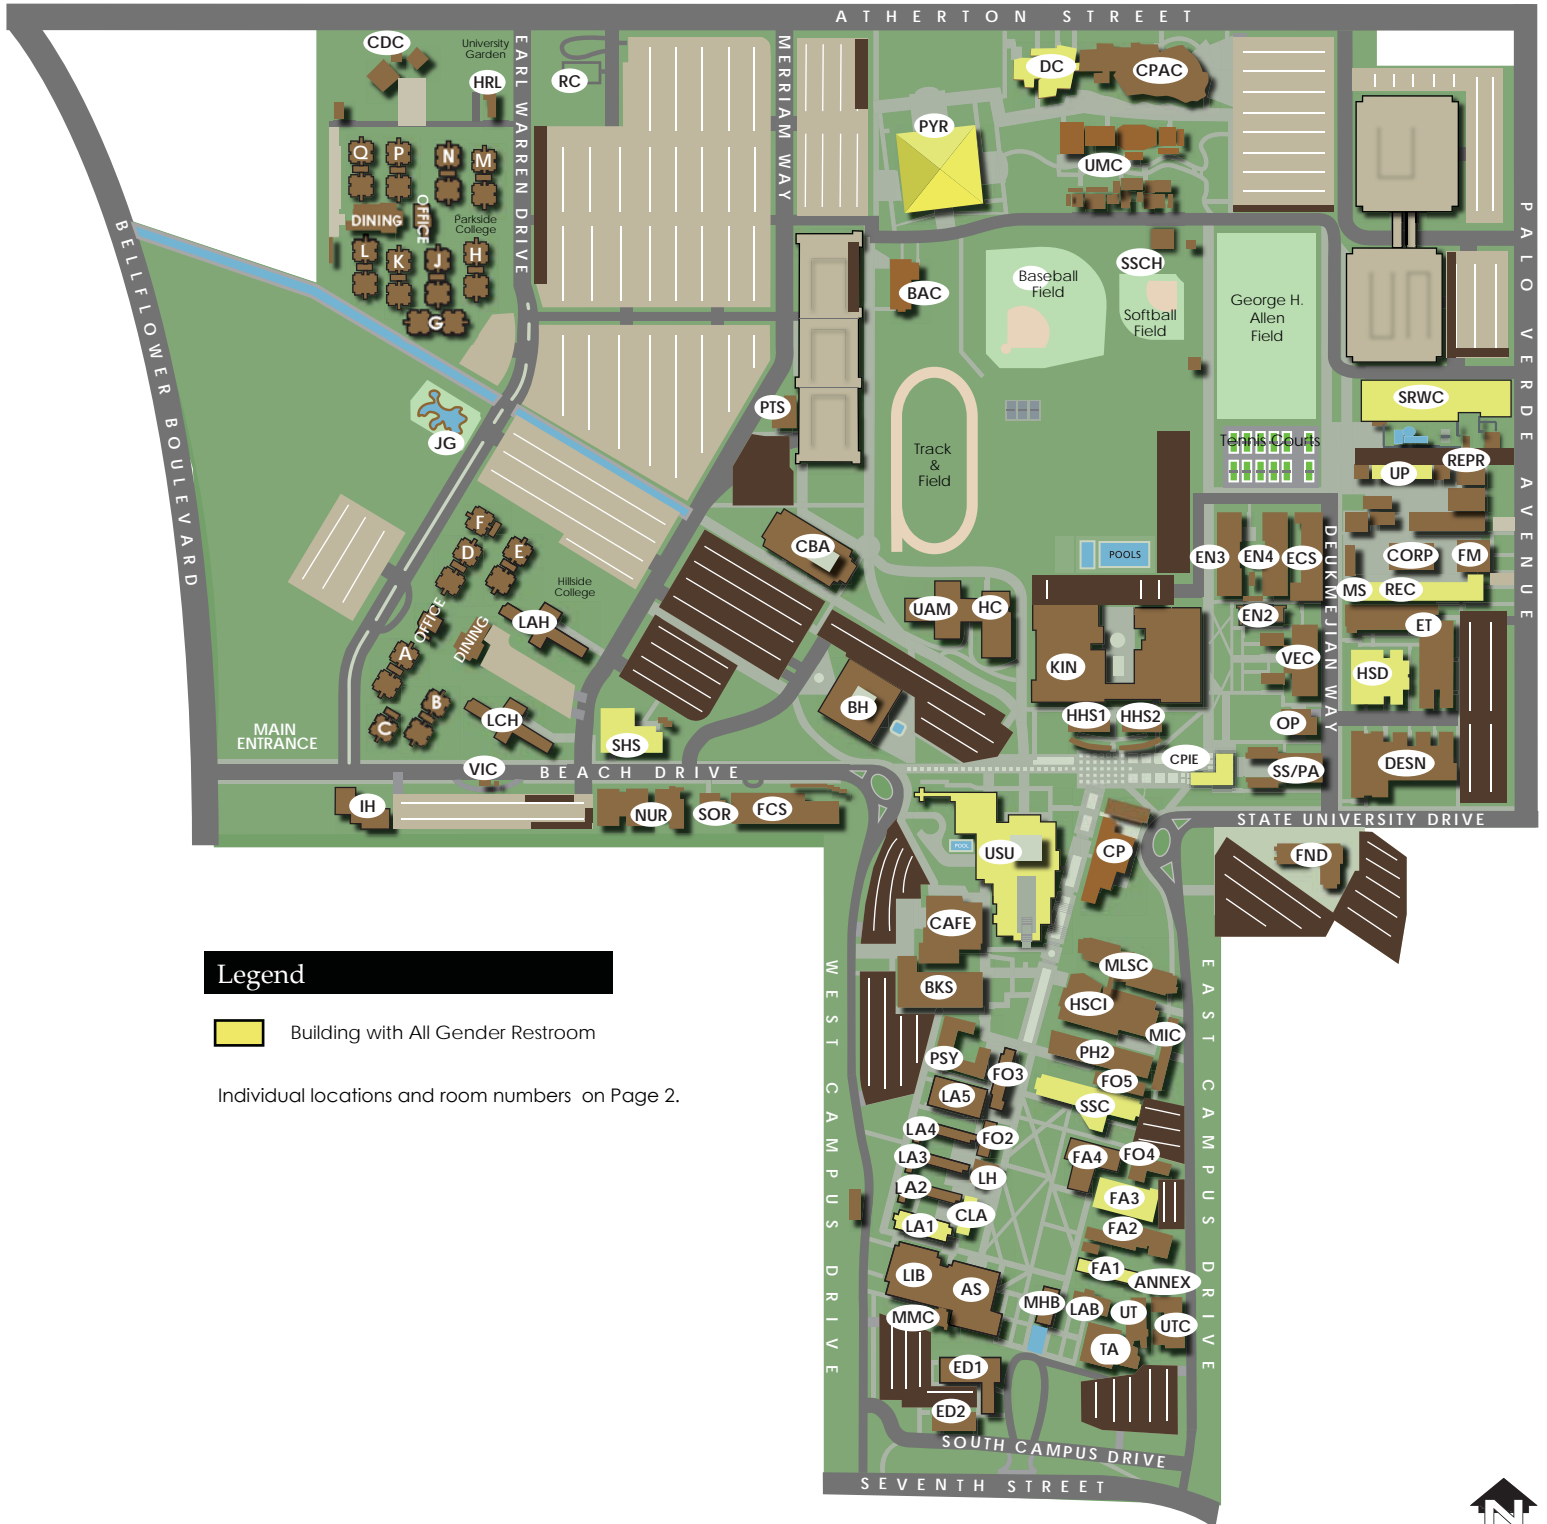 ATHERTON STREET
CDC
University
Garden
HRL
EARL WARREN DRIVE
RC
MERRIAM WAY
DC
CPAC
PYR
UMC
Q
P
N
M
DINING
OFFICE
Parkside
College
L
K
J
H
G
BELLFLOWER BOULEVARD
PALO VERDE AVENUE
BAC
Baseball
Field
SSCH
Softball
Field
George H.
Allen
Field
SRWC
PTS
JG
Track
&
Field
Tennis Courts
REPR
UP
F
D
E
CBA
POOLS
EN3
EN4
ECS
DEUKMEJIAN WAY
CORP
FM
MS
REC
Hillside
College
OFFICE
DINING
LAH
UAM
HC
EN2
ET
A
KIN
VEC
HSD
B
C
LCH
BH
HHS1
HHS2
OP
MAIN
ENTRANCE
SHS
VIC
BEACH DRIVE
CPIE
SS/PA
DESN
IH
NUR
SOR
FCS
STATE UNIVERSITY DRIVE
POOL
USU
CP
FND
CAFE
Legend
Building with All Gender Restroom
Individual locations and room numbers on Page 2.
WEST CAMPUS DRIVE
EAST CAMPUS DRIVE
MLSC
BKS
HSCI
MIC
PSY
PH2
FO3
FO5
LA5
SSC
LA4
FO2
LA3
FA4
FO4
LH
LA2
FA3
CLA
LA1
FA2
FA1
ANNEX
LIB
AS
MHB
LAB
UT
UTC
MMC
TA
ED1
ED2
SOUTH CAMPUS DRIVE
SEVENTH STREET
N